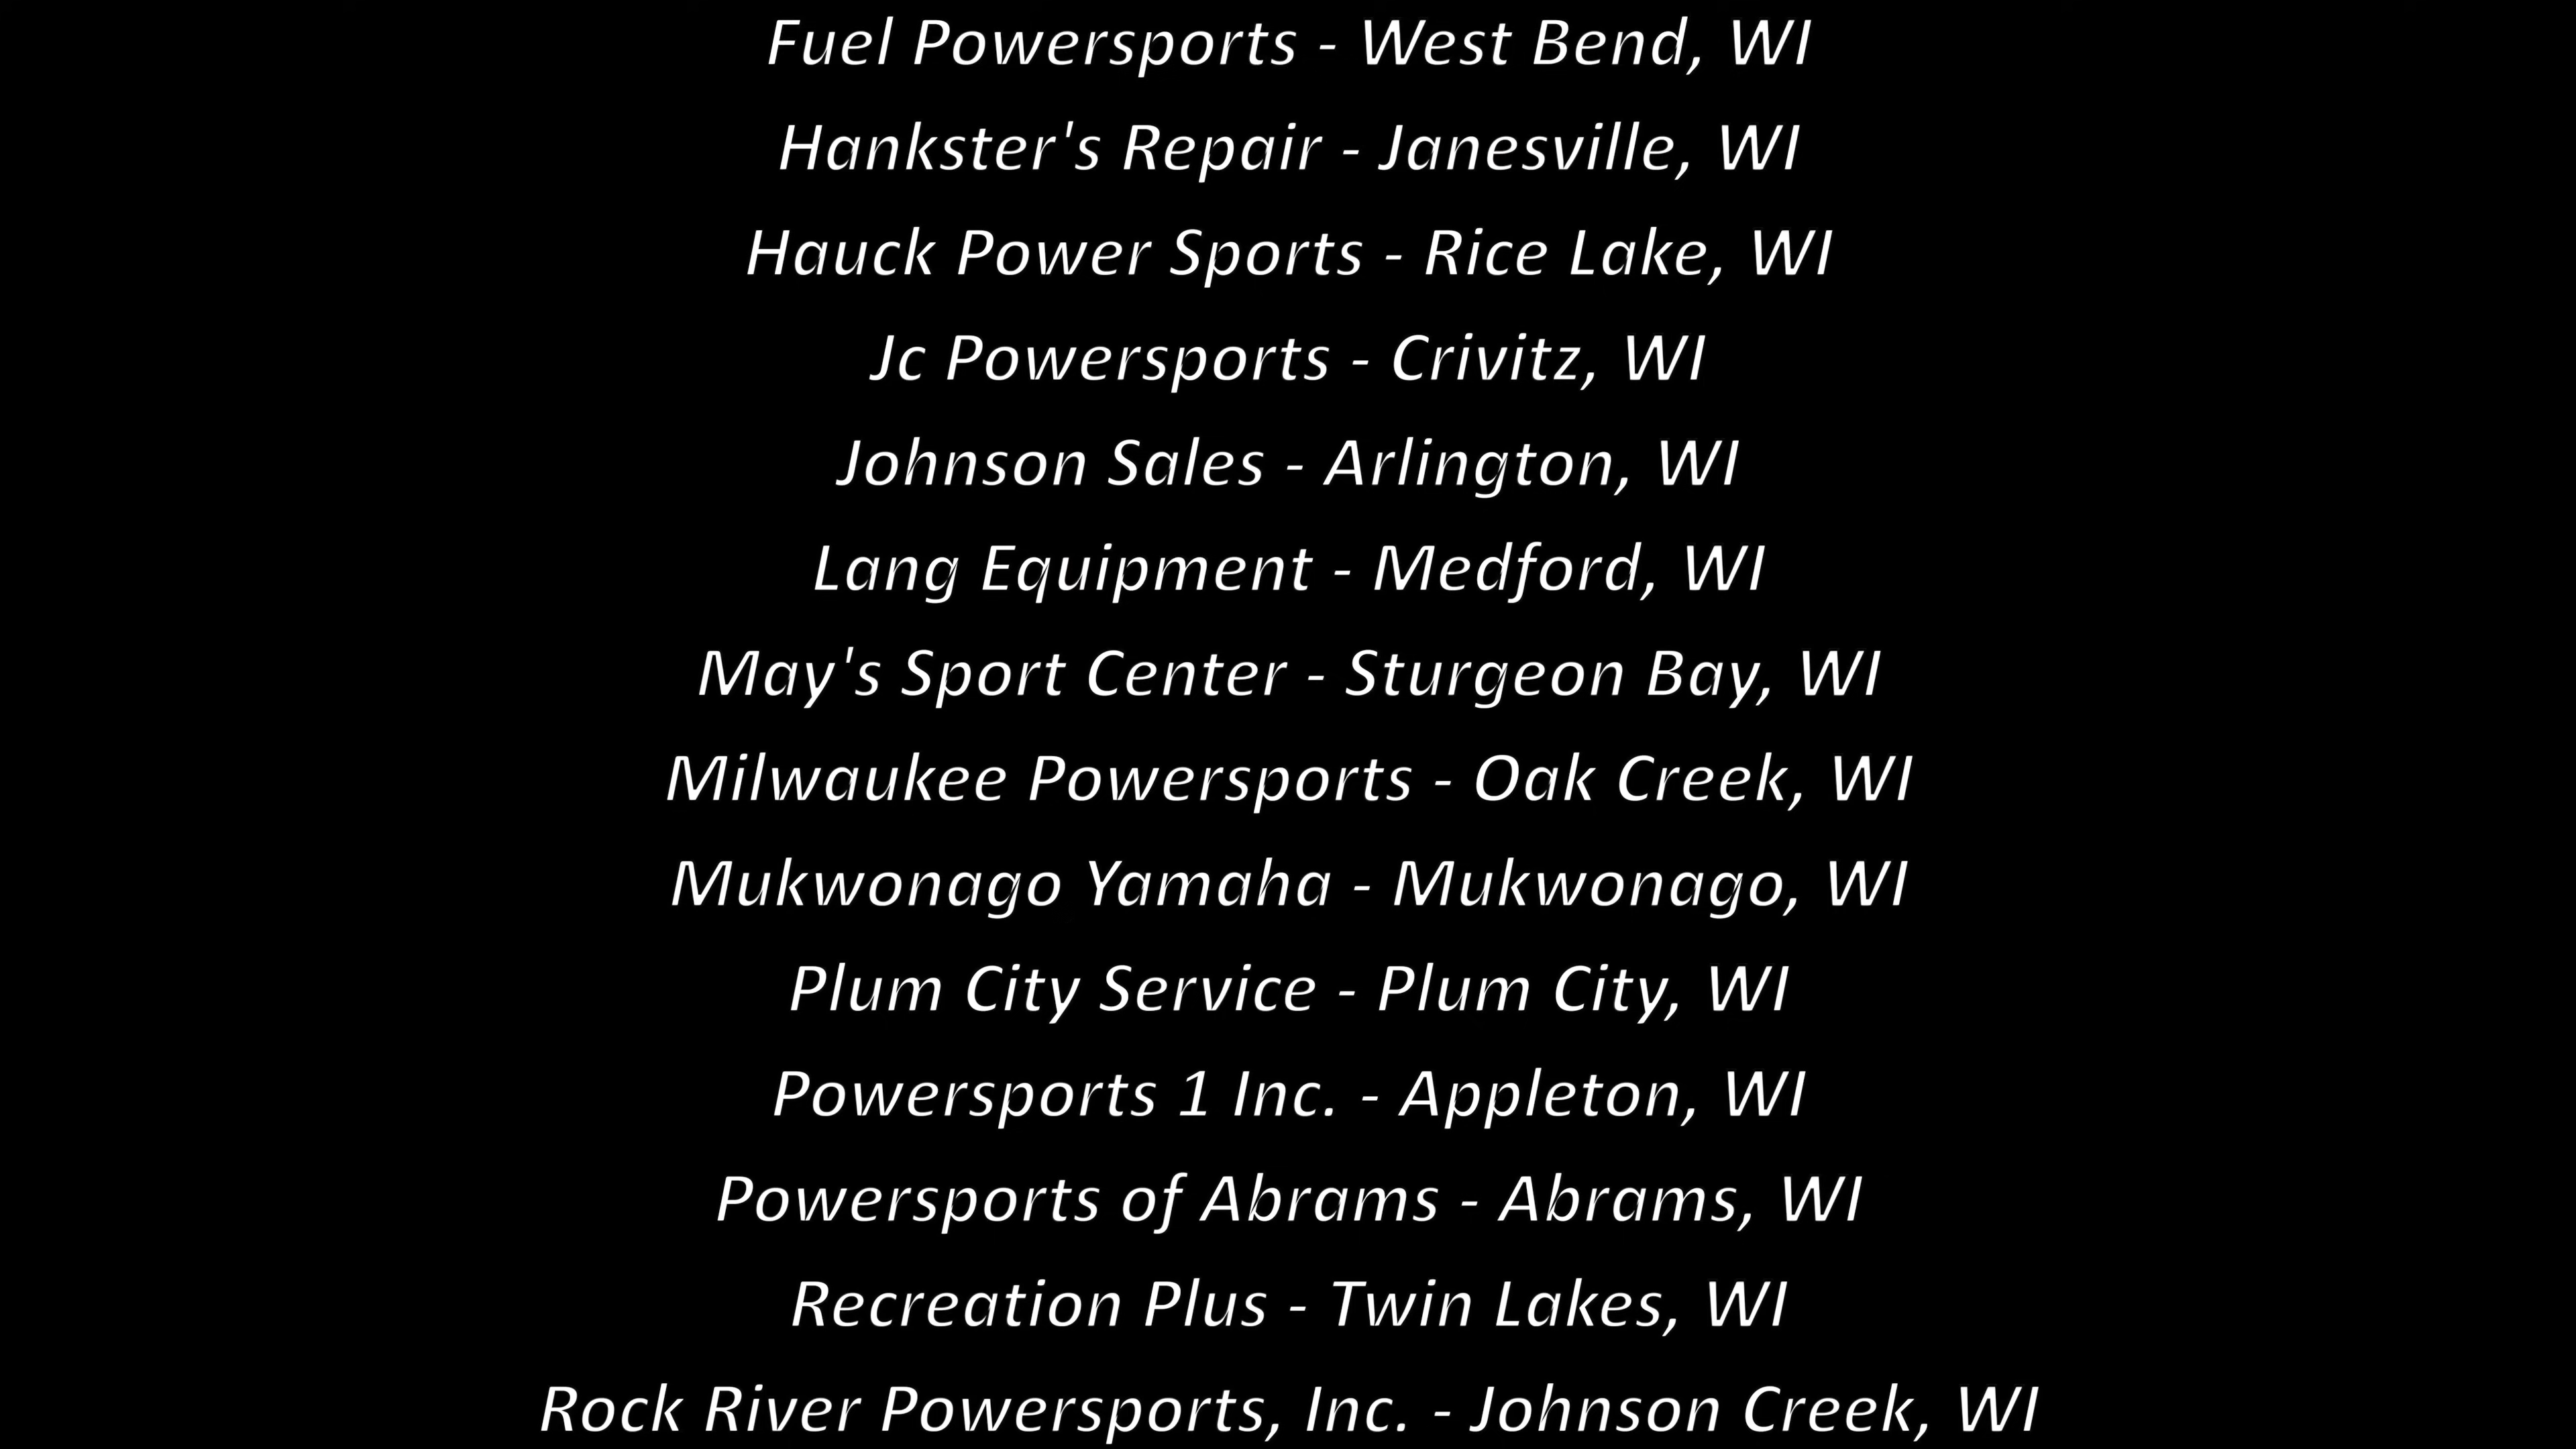 Fuel Powersports - West Bend, WI
Hankster's Repair - Janesville, WI
Hauck Power Sports - Rice Lake, WI
Jc Powersports - Crivitz, WI
Johnson Sales - Arlington, WI
Lang Equipment - Medford, WI
May's Sport Center - Sturgeon Bay, WI
Milwaukee Powersports - Oak Creek, WI
Mukwonago Yamaha - Mukwonago, WI
Plum City Service - Plum City, WI
Powersports 1 Inc. - Appleton, WI
Powersports of Abrams - Abrams, WI
Recreation Plus - Twin Lakes, WI
Rock River Powersports, Inc. - Johnson Creek, WI